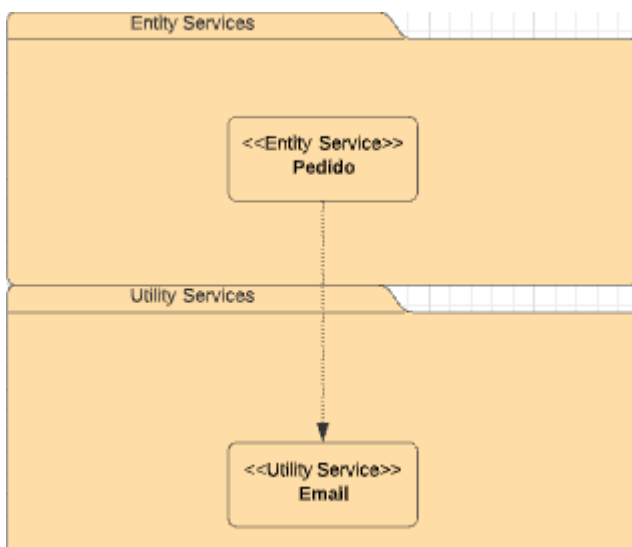 Entity Services
<<Entity Service>>
Pedido
Utility Services
<<Utility Service>>
Email